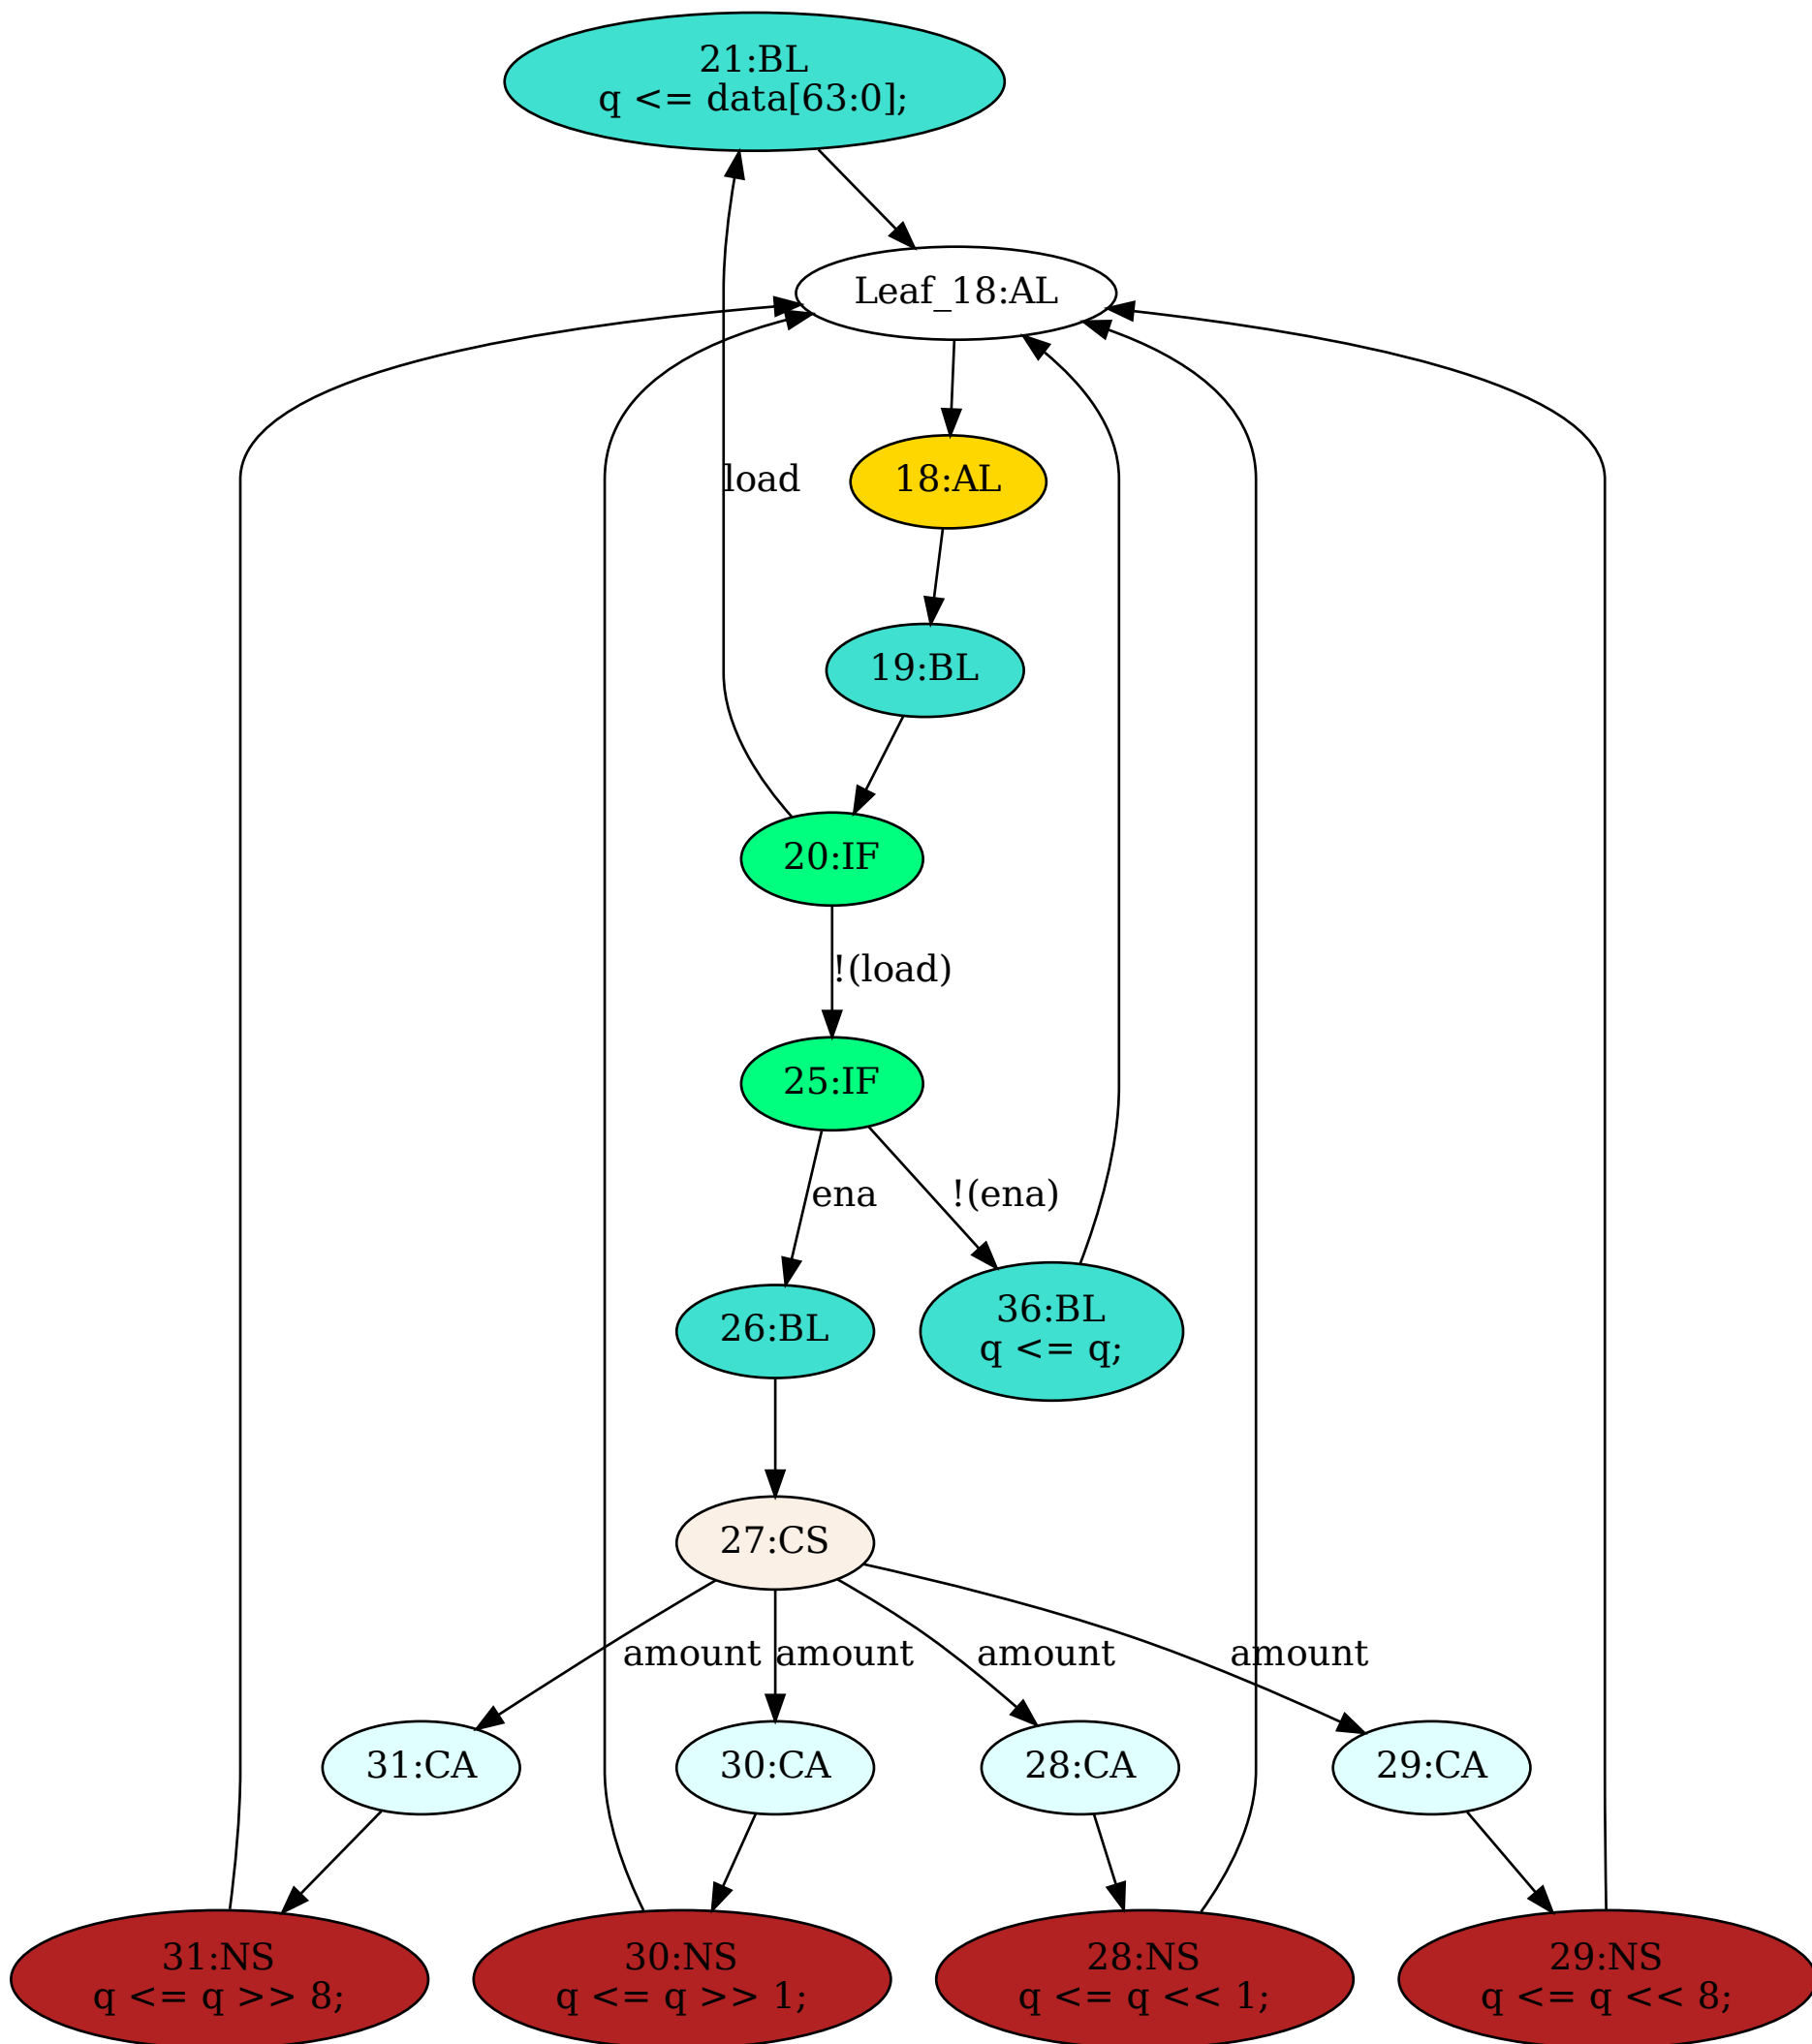 21:BL
q <= data[63:0];
Leaf_18:AL
load
18:AL
19:BL
20:IF
!(load)
25:IF
ena
!(ena)
26:BL
36:BL
q <= q;
27:CS
amount
amount
amount
amount
31:CA
30:CA
28:CA
29:CA
31:NS
q <= q >> 8;
30:NS
q <= q >> 1;
28:NS
q <= q << 1;
29:NS
q <= q << 8;